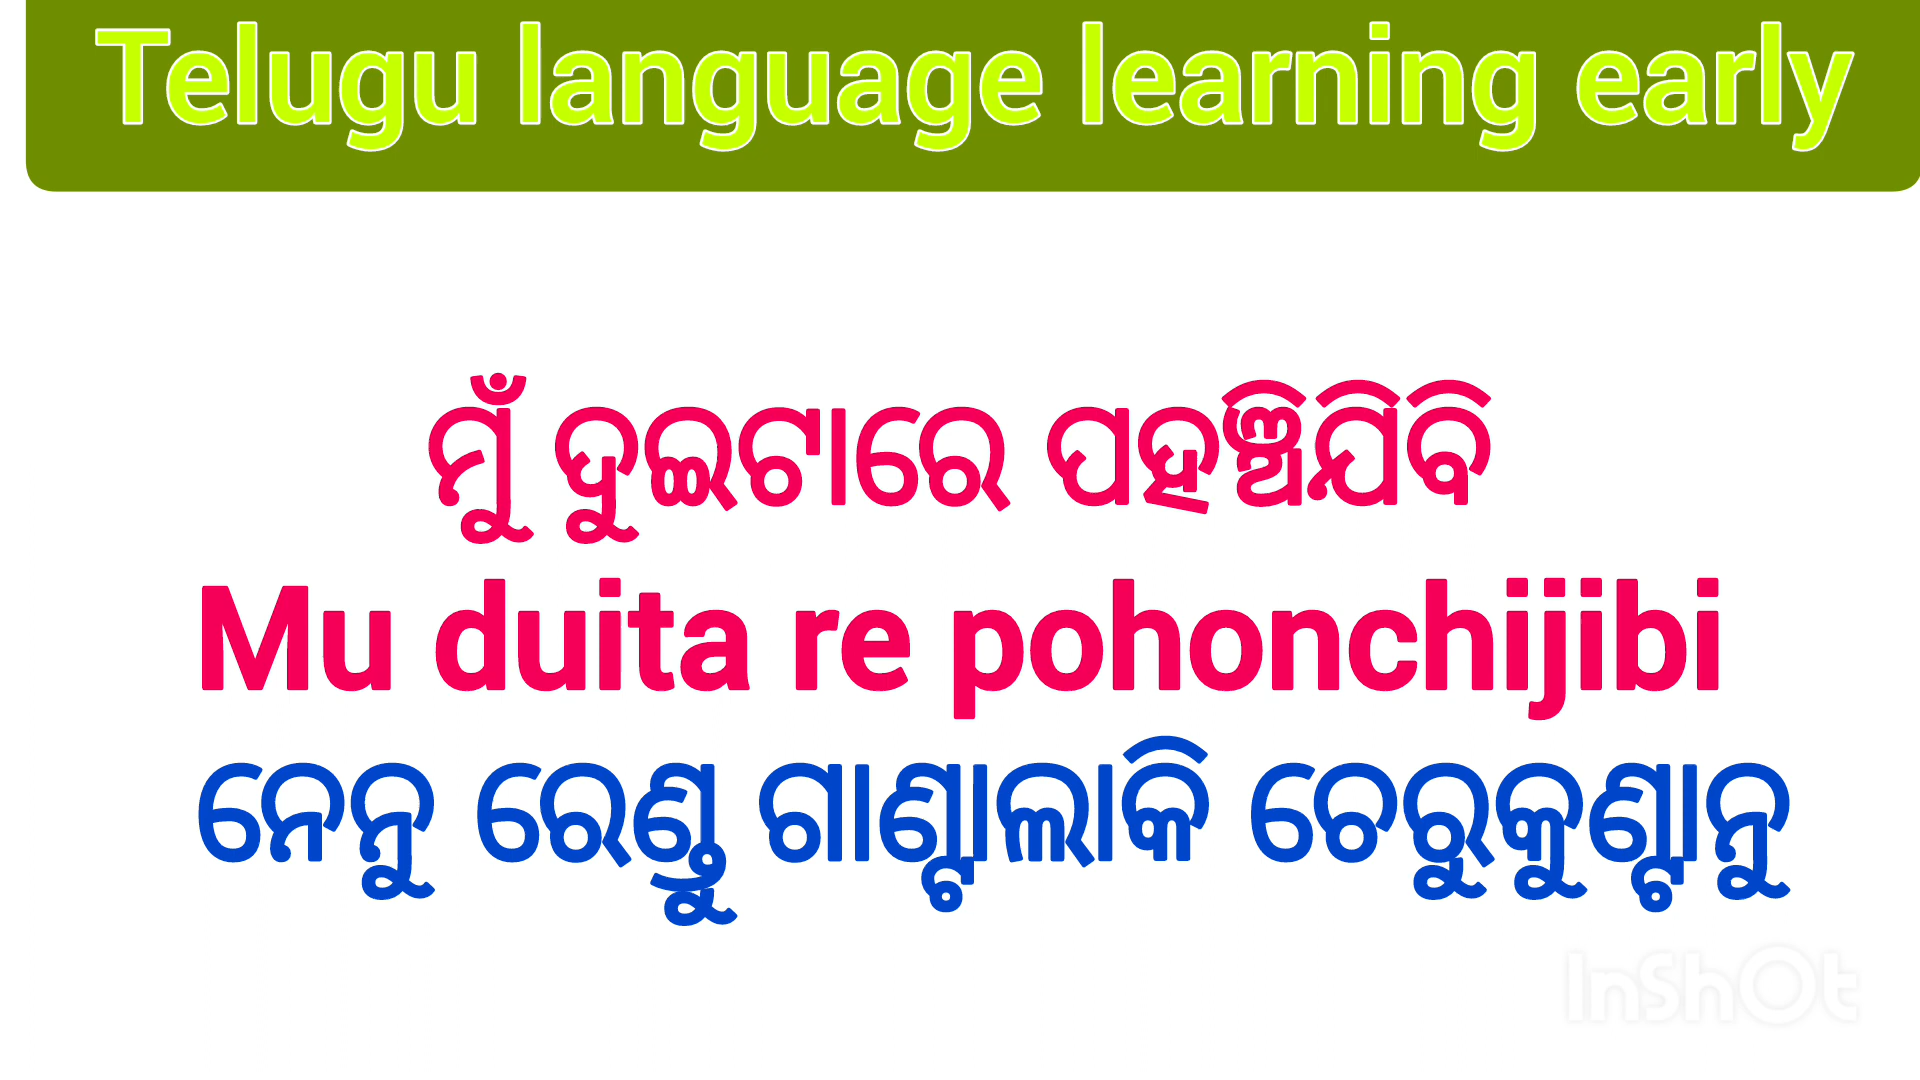 Telugu language learning early
ମୁଁ ଦୁଇଟାରେ ପହଞ୍ଚିଯିବି
Mu duita re pohonchijibi
ନେନୁ ରେଣ୍ଡୁ ଗାଣ୍ଟାଲାକି ଚେରୁକୁଣ୍ଟାନୁ
InShOt